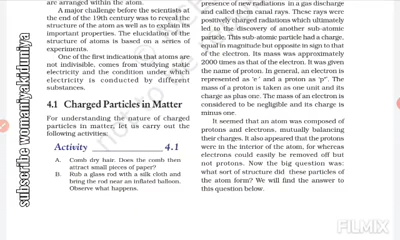 are arranged within the atom.
A major challenge before the scientists at
the end of the 19th century was to reveal the
structure of the atom as well as to explain its
important properties. The elucidation of the
structure of atoms is based on a series of
experiments.
One of the first indications that atoms are
not indivisible, comes from studying static
electricity and the condition under which
electricity is conducted by different
substances.
4.1 Charged Particles in Matter
For understanding the nature of charged
particles in matter, let us carry out the
following activities:
Activity 4.1
A. Comb dry hair. Does the comb then
attract small pieces of paper?
B. Rub a glass rod with a silk cloth and
bring the rod near an inflated balloon.
Observe what happens.
presence of new radiations in a gas discharge
and called them canal rays. These rays were
positively charged radiations which ultimately
led to the discovery of another sub-atomic
particle. This sub-atomic particle had a charge,
equal in magnitude but opposite in sign to that
of the electron. Its mass was approximately
2000 times as that of the electron. It was given
the name of proton. In general, an electron is
represented as 'e⁻' and a proton as 'p⁺'. The
mass of a proton is taken as one unit and its
charge as plus one. The mass of an electron is
considered to be negligible and its charge is
minus one.
It seemed that an atom was composed of
protons and electrons, mutually balancing
their charges. It also appeared that the protons
were in the interior of the atom, for whereas
electrons could easily be removed off but
not protons. Now the big question was:
what sort of structure did these particles of
the atom form? We will find the answer to
this question below.
subscribe womaniyakiduniya
FILMIX